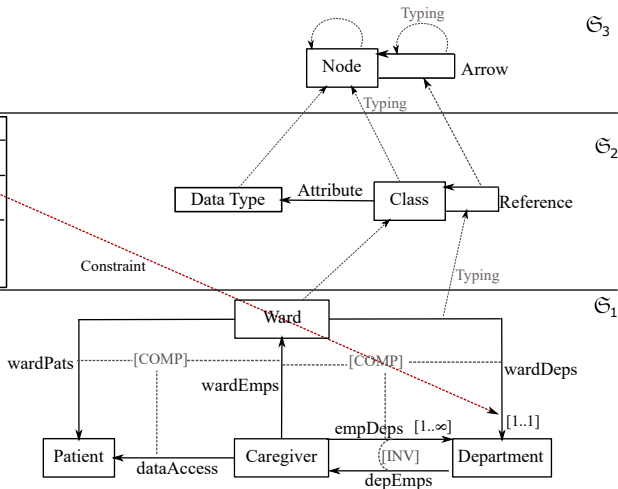 Typing
𝔖3
Node
Arrow
Typing
𝔖2
Data Type
Attribute
Class
Reference
Constraint
Typing
𝔖1
Ward
wardPats
[COMP]
[COMP]
wardDeps
wardEmps
empDeps
[1..∞]
[1..1]
Patient
dataAccess
Caregiver
[INV]
Department
depEmps